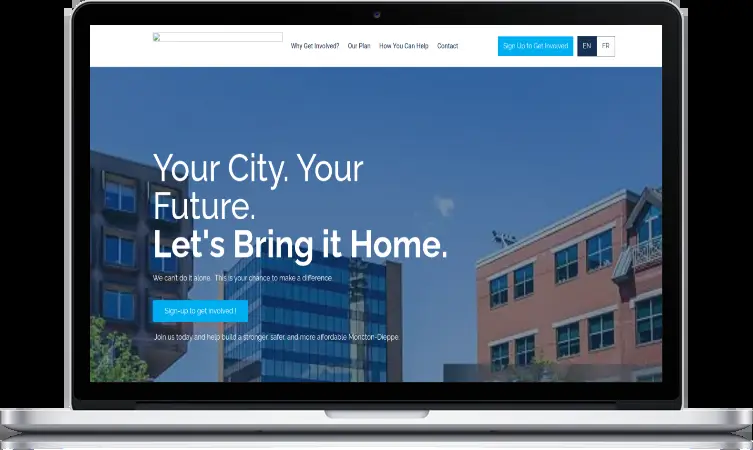 Why Get Involved? Our Plan How You Can Help Contact Sign Up to Get Involved EN FR
Your City. Your
Future.
Let's Bring it Home.
We can't do it alone. This is your chance to make a difference.
Sign-up to get involved !
Join us today and help build a stronger, safer, and more affordable Moncton-Dieppe.